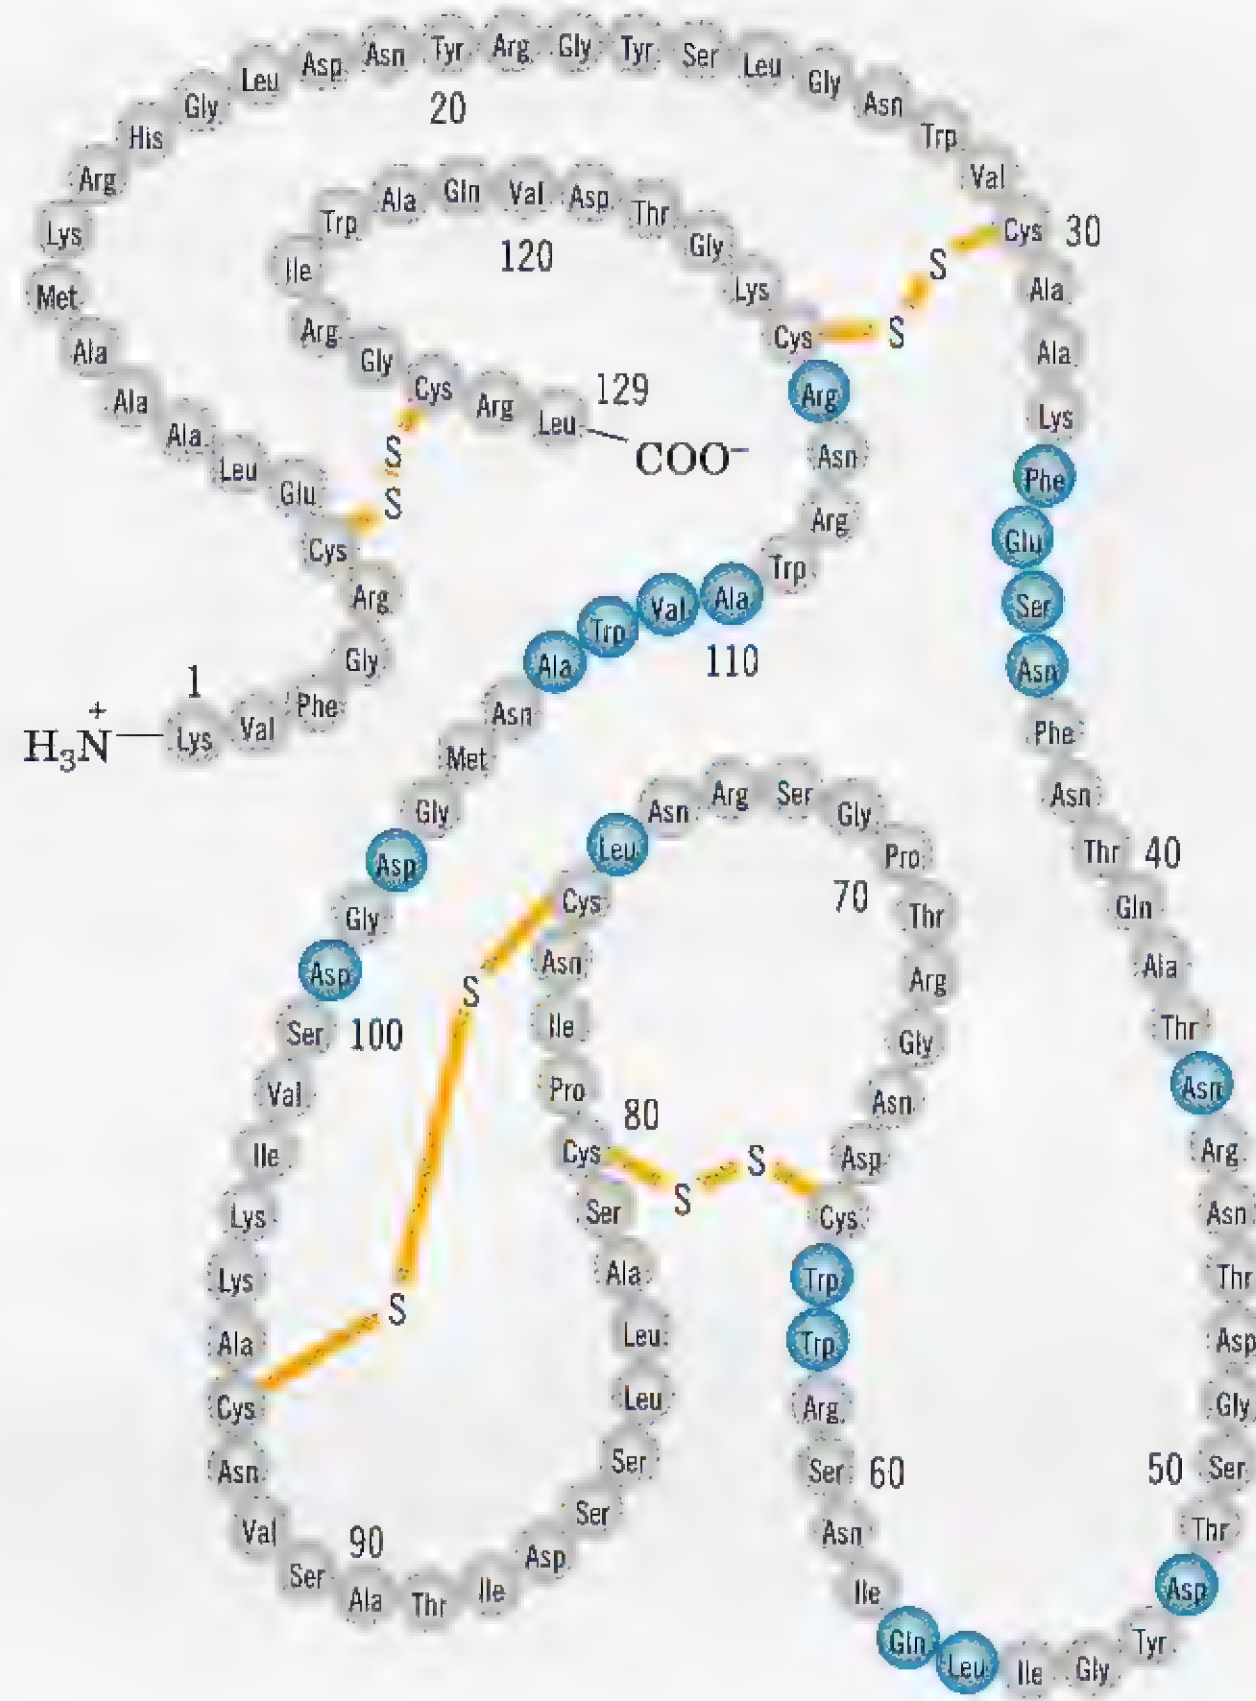 H₃N⁺
1
Lys Val Phe Gly Arg Cys Glu Leu Ala Ala Ala Met Lys Arg His Gly Leu Asp Asn Tyr
20
Arg Gly Tyr Ser Leu Gly Asn Trp Val Cys
30
Ala Ala Lys Phe Glu Ser Asn Phe Asn Thr
40
Gln Ala Thr Asn Arg Asn Thr Asp Gly Ser
50
Thr Asp Tyr Gly Ile Leu Gln Ile Asn Ser
60
Arg Trp Trp Cys Asp Asn Gly Arg Thr Pro
70
Gly Ser Arg Asn Leu Cys Asn Ile Pro Cys
80
Ser Ala Leu Leu Ser Ser Asp Ile Thr Ala
90
Ser Val Asn Cys Ala Lys Lys Ile Val Ser
100
Asp Gly Asp Gly Met Asn Ala Trp Val Ala
110
Trp Arg Asn Arg Cys Lys Gly Thr Asp Val
120
Gln Ala Trp Ile Arg Gly Cys Arg Leu
129
COO⁻
S
S
S
S
S
S
S
S